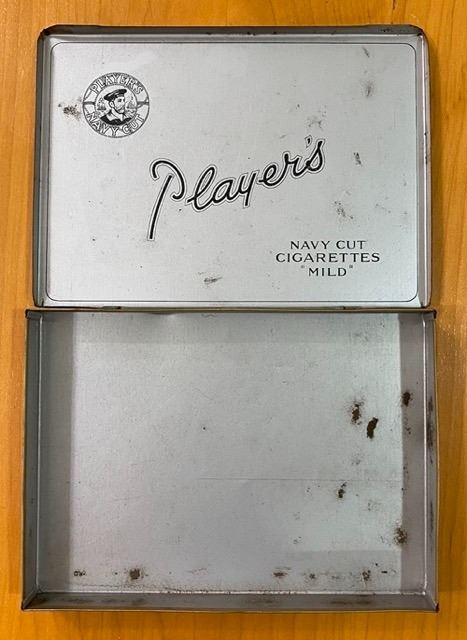 PLAYER'S
NAVY CUT
Player's
NAVY CUT
CIGARETTES
"MILD"